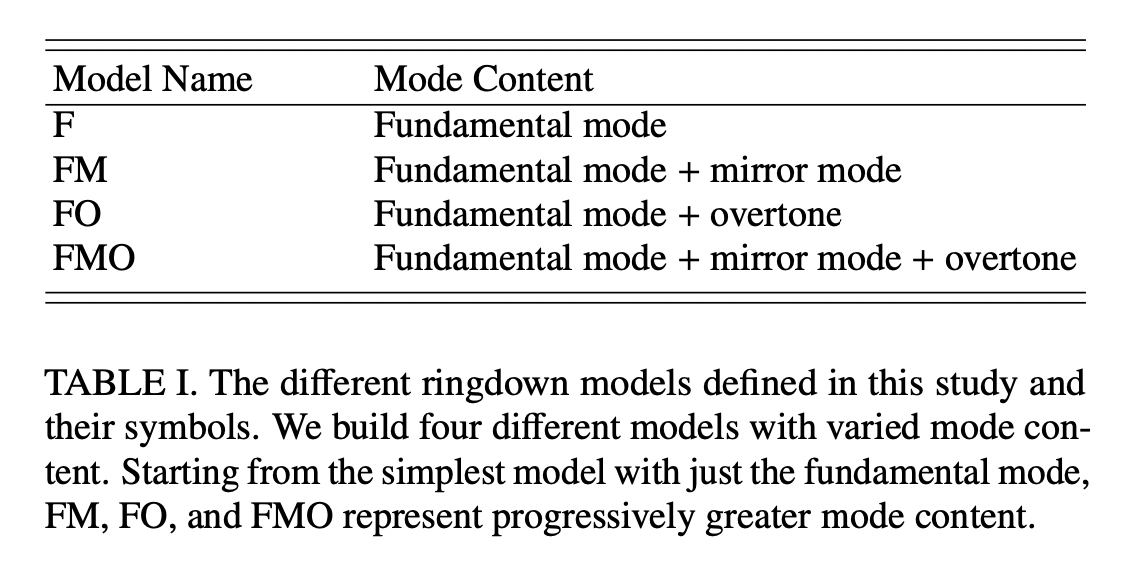 Model Name Mode Content
F Fundamental mode
FM Fundamental mode + mirror mode
FO Fundamental mode + overtone
FMO Fundamental mode + mirror mode + overtone
TABLE I. The different ringdown models defined in this study and
their symbols. We build four different models with varied mode con-
tent. Starting from the simplest model with just the fundamental mode,
FM, FO, and FMO represent progressively greater mode content.